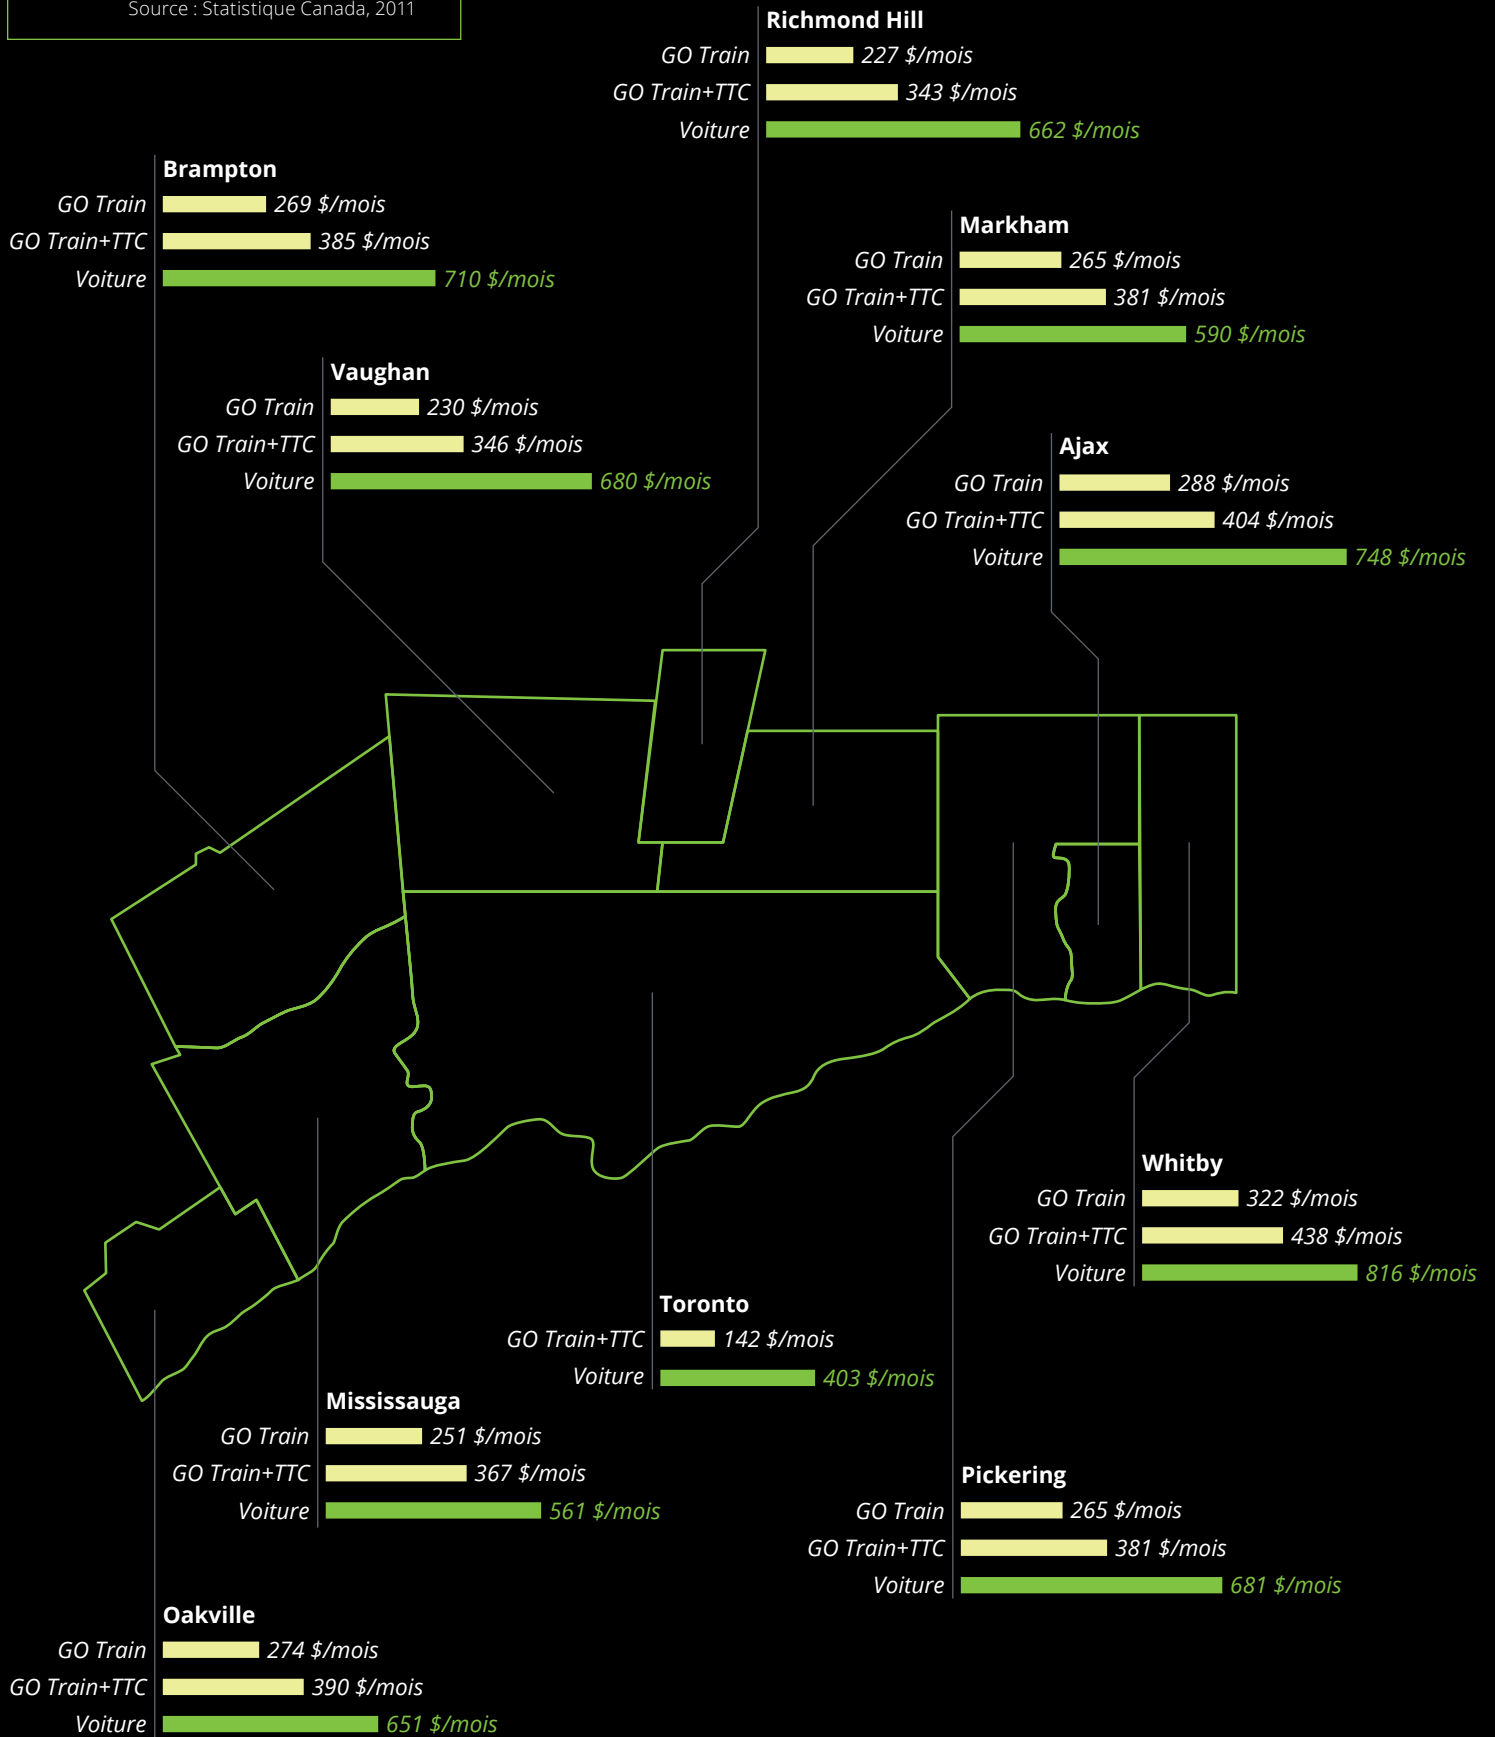 Source : Statistique Canada, 2011
Richmond Hill
GO Train 227 $/mois
GO Train+TTC 343 $/mois
Voiture 662 $/mois
Brampton
GO Train 269 $/mois
GO Train+TTC 385 $/mois
Voiture 710 $/mois
Markham
GO Train 265 $/mois
GO Train+TTC 381 $/mois
Voiture 590 $/mois
Vaughan
GO Train 230 $/mois
GO Train+TTC 346 $/mois
Voiture 680 $/mois
Ajax
GO Train 288 $/mois
GO Train+TTC 404 $/mois
Voiture 748 $/mois
Whitby
GO Train 322 $/mois
GO Train+TTC 438 $/mois
Voiture 816 $/mois
Toronto
GO Train+TTC 142 $/mois
Voiture 403 $/mois
Mississauga
GO Train 251 $/mois
GO Train+TTC 367 $/mois
Voiture 561 $/mois
Pickering
GO Train 265 $/mois
GO Train+TTC 381 $/mois
Voiture 681 $/mois
Oakville
GO Train 274 $/mois
GO Train+TTC 390 $/mois
Voiture 651 $/mois